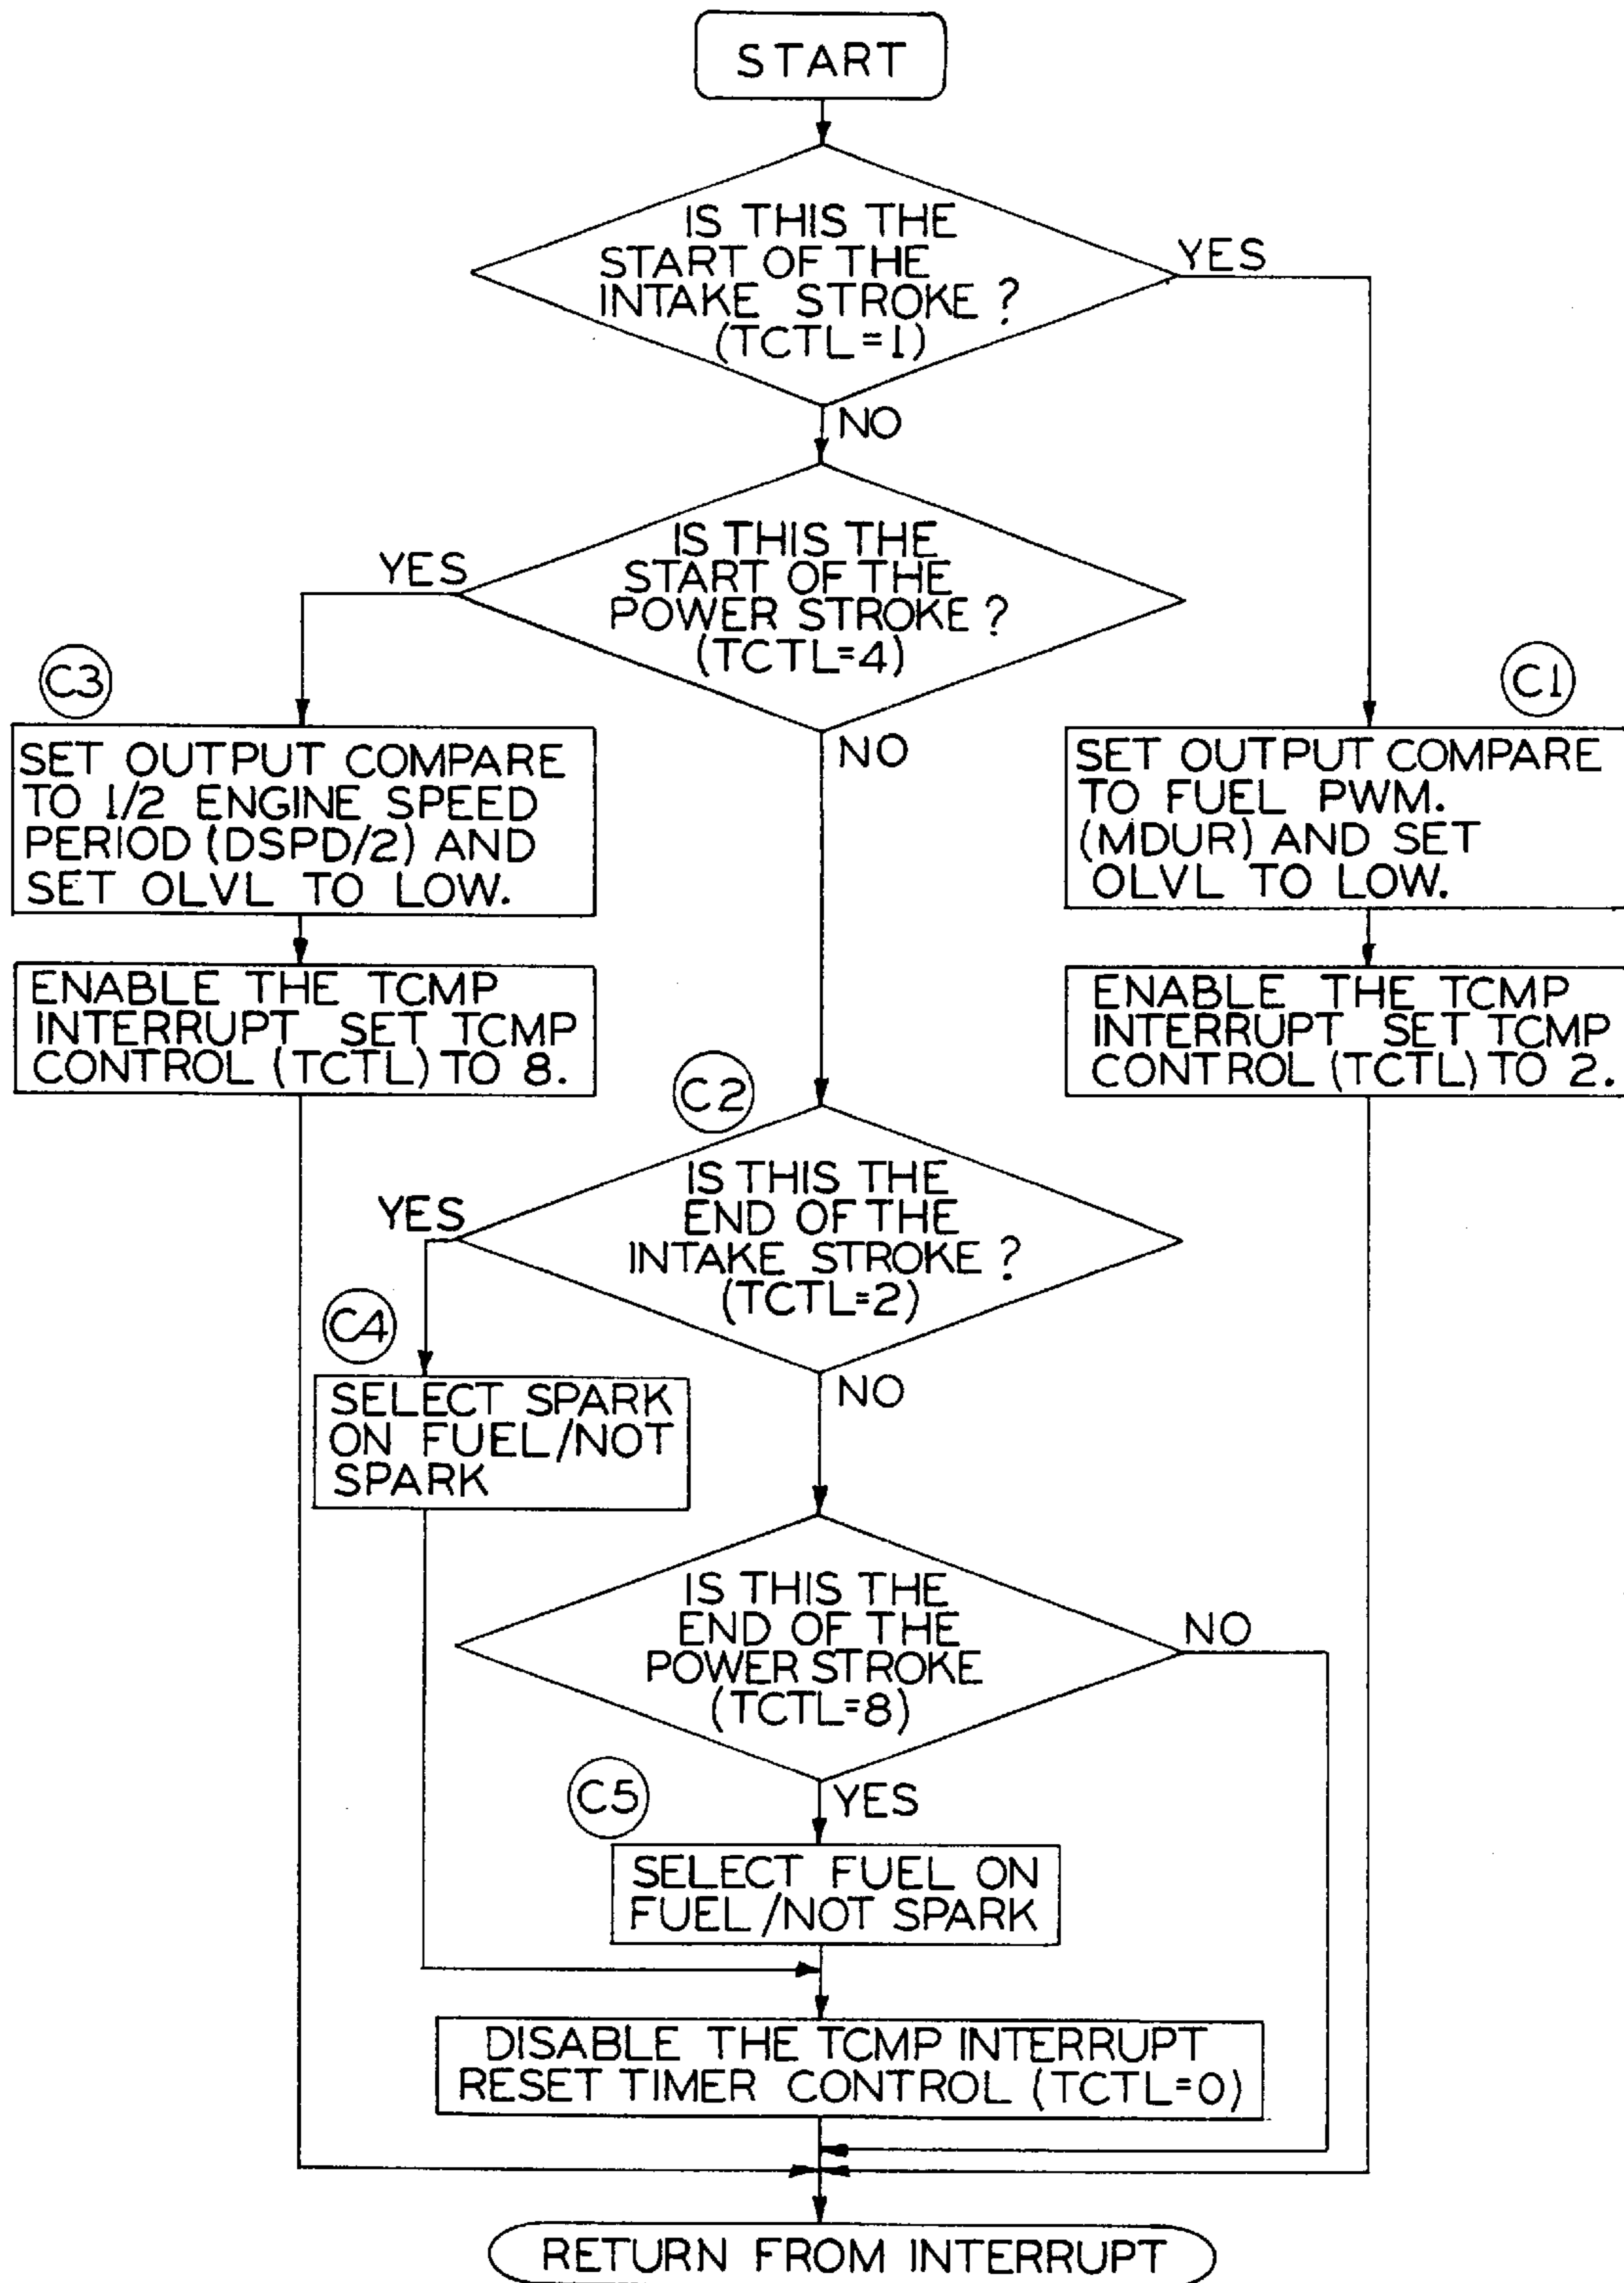 START
IS THIS THE
START OF THE
INTAKE STROKE ?
(TCTL=1)
YES
NO
IS THIS THE
START OF THE
POWER STROKE ?
(TCTL=4)
YES
NO
C3
SET OUTPUT COMPARE
TO 1/2 ENGINE SPEED
PERIOD (DSPD/2) AND
SET OLVL TO LOW.
C1
SET OUTPUT COMPARE
TO FUEL PWM.
(MDUR) AND SET
OLVL TO LOW.
ENABLE THE TCMP
INTERRUPT SET TCMP
CONTROL (TCTL) TO 8.
ENABLE THE TCMP
INTERRUPT SET TCMP
CONTROL (TCTL) TO 2.
C2
IS THIS THE
END OF THE
INTAKE STROKE ?
(TCTL=2)
YES
NO
C4
SELECT SPARK
ON FUEL/NOT
SPARK
IS THIS THE
END OF THE
POWER STROKE
(TCTL=8)
NO
YES
C5
SELECT FUEL ON
FUEL/NOT SPARK
DISABLE THE TCMP INTERRUPT
RESET TIMER CONTROL (TCTL=0)
RETURN FROM INTERRUPT